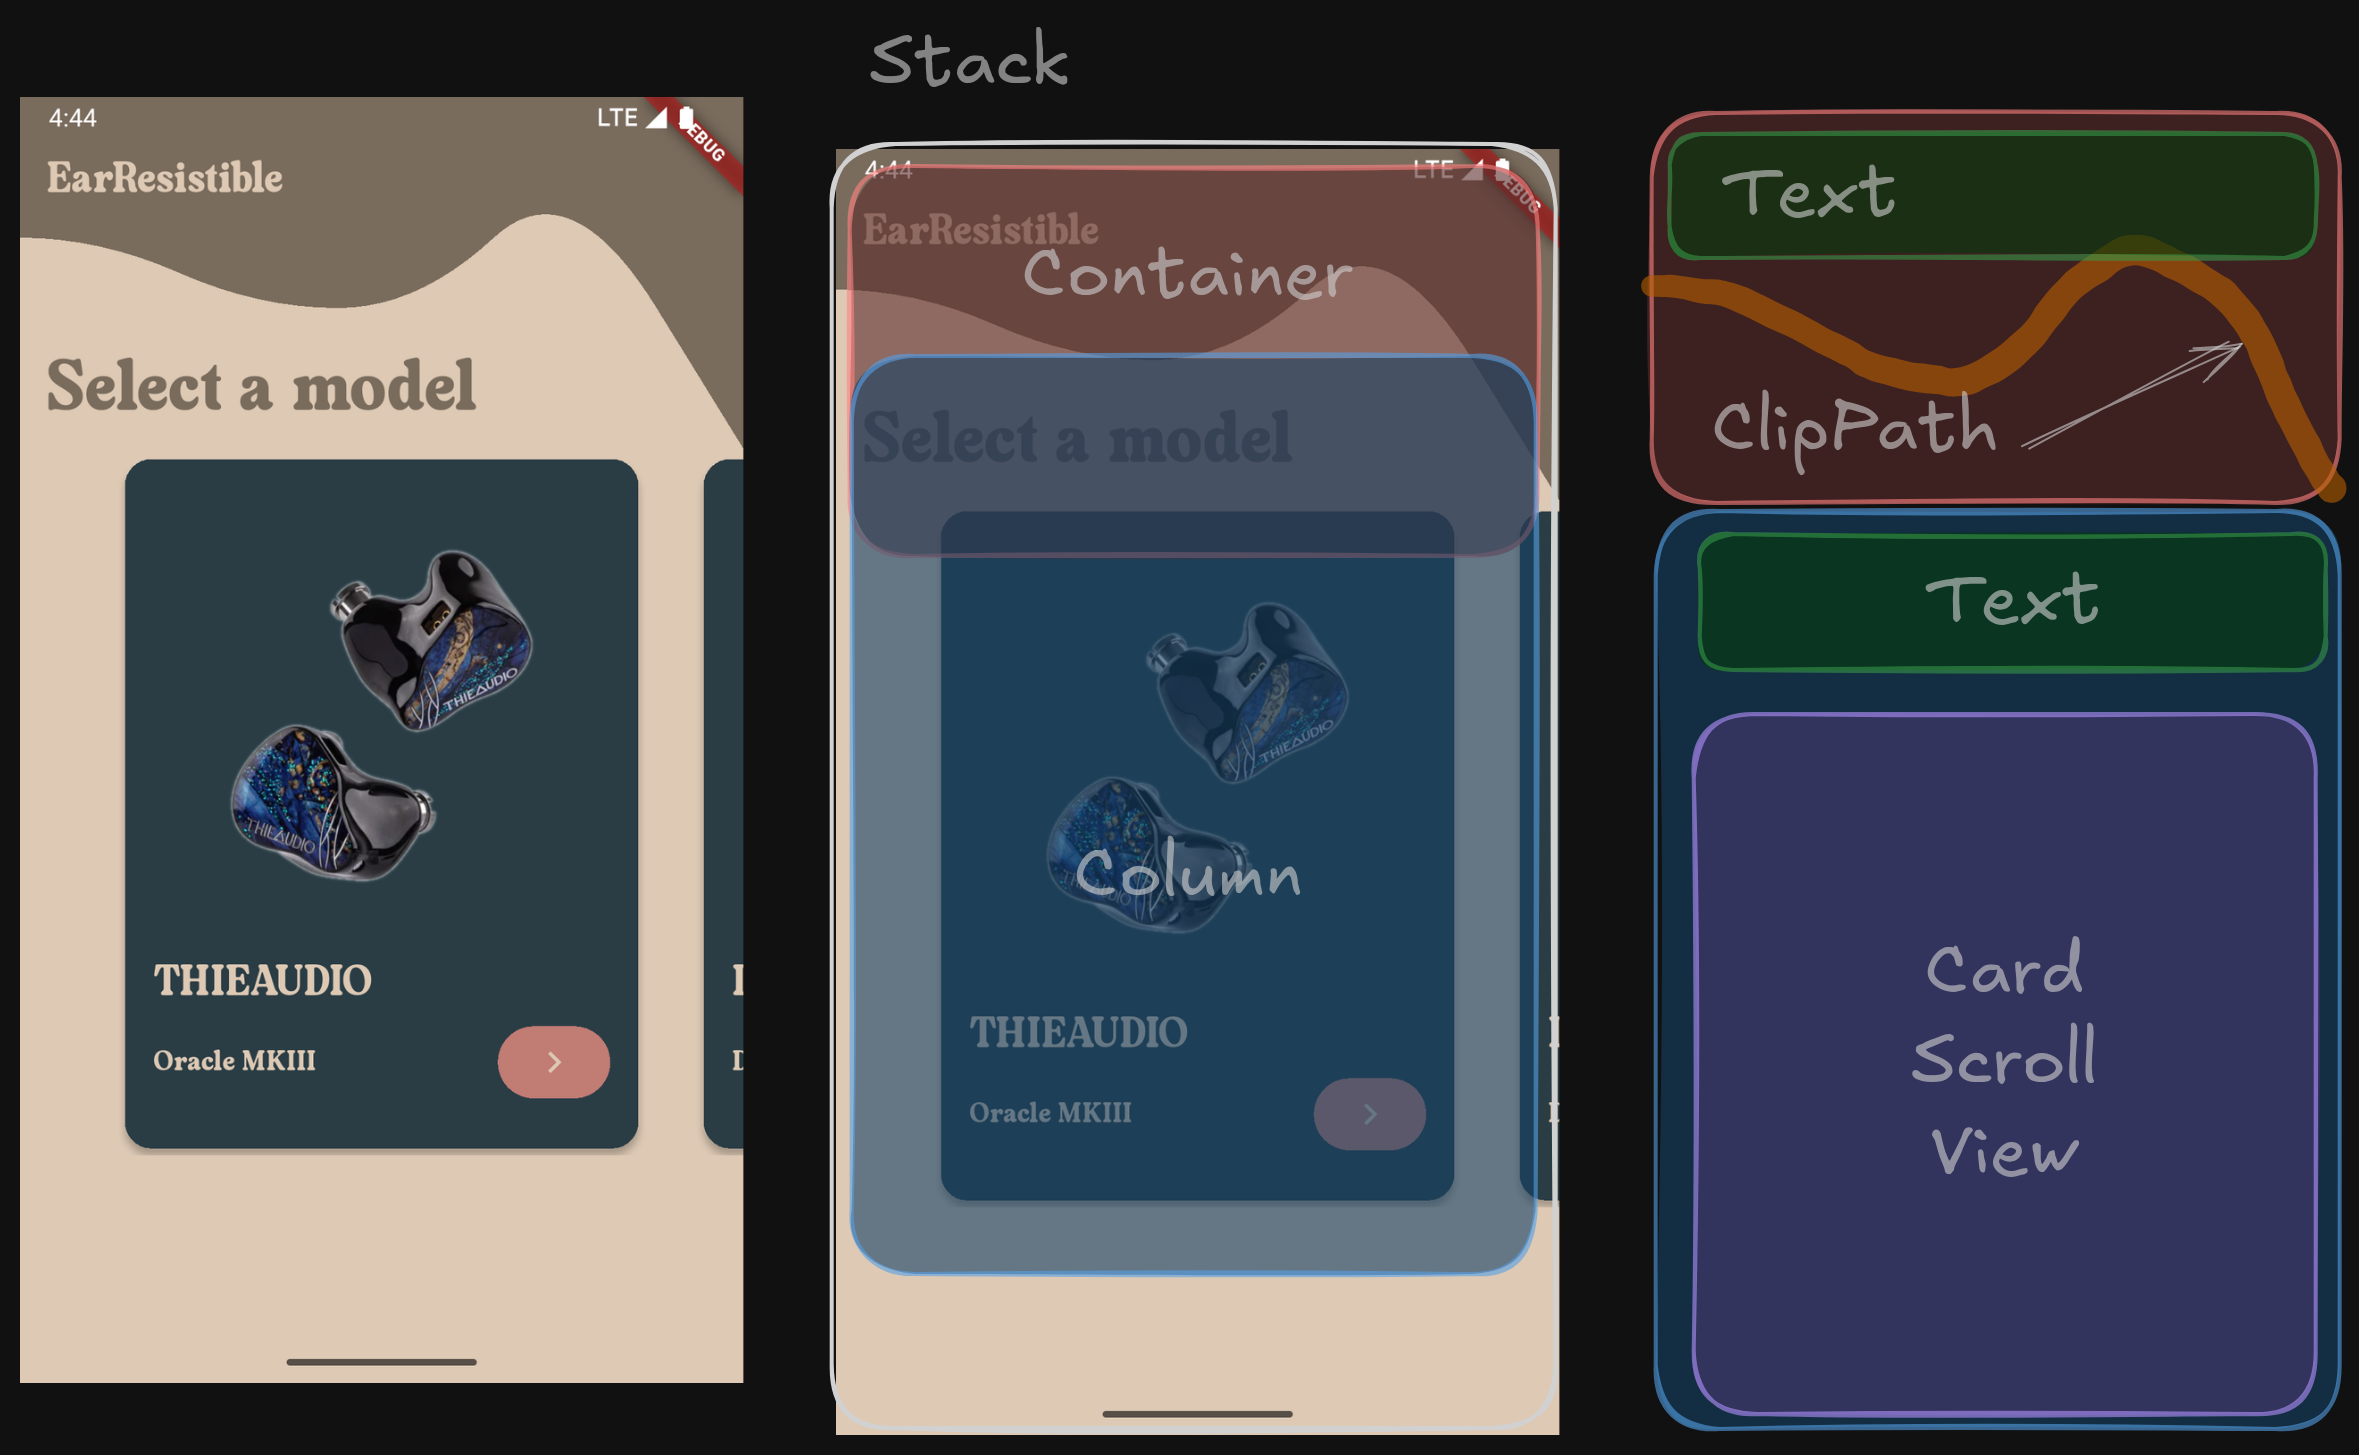 4:44
LTE
DEBUG
EarResistible
Select a model
THIEAUDIO
THIEAUDIO
THIEAUDIO
Oracle MKIII
Stack
4:44
LTE
DEBUG
EarResistible
Container
Select a model
THIEAUDIO
THIEAUDIO
Column
THIEAUDIO
Oracle MKIII
Text
ClipPath
Text
Card
Scroll
View